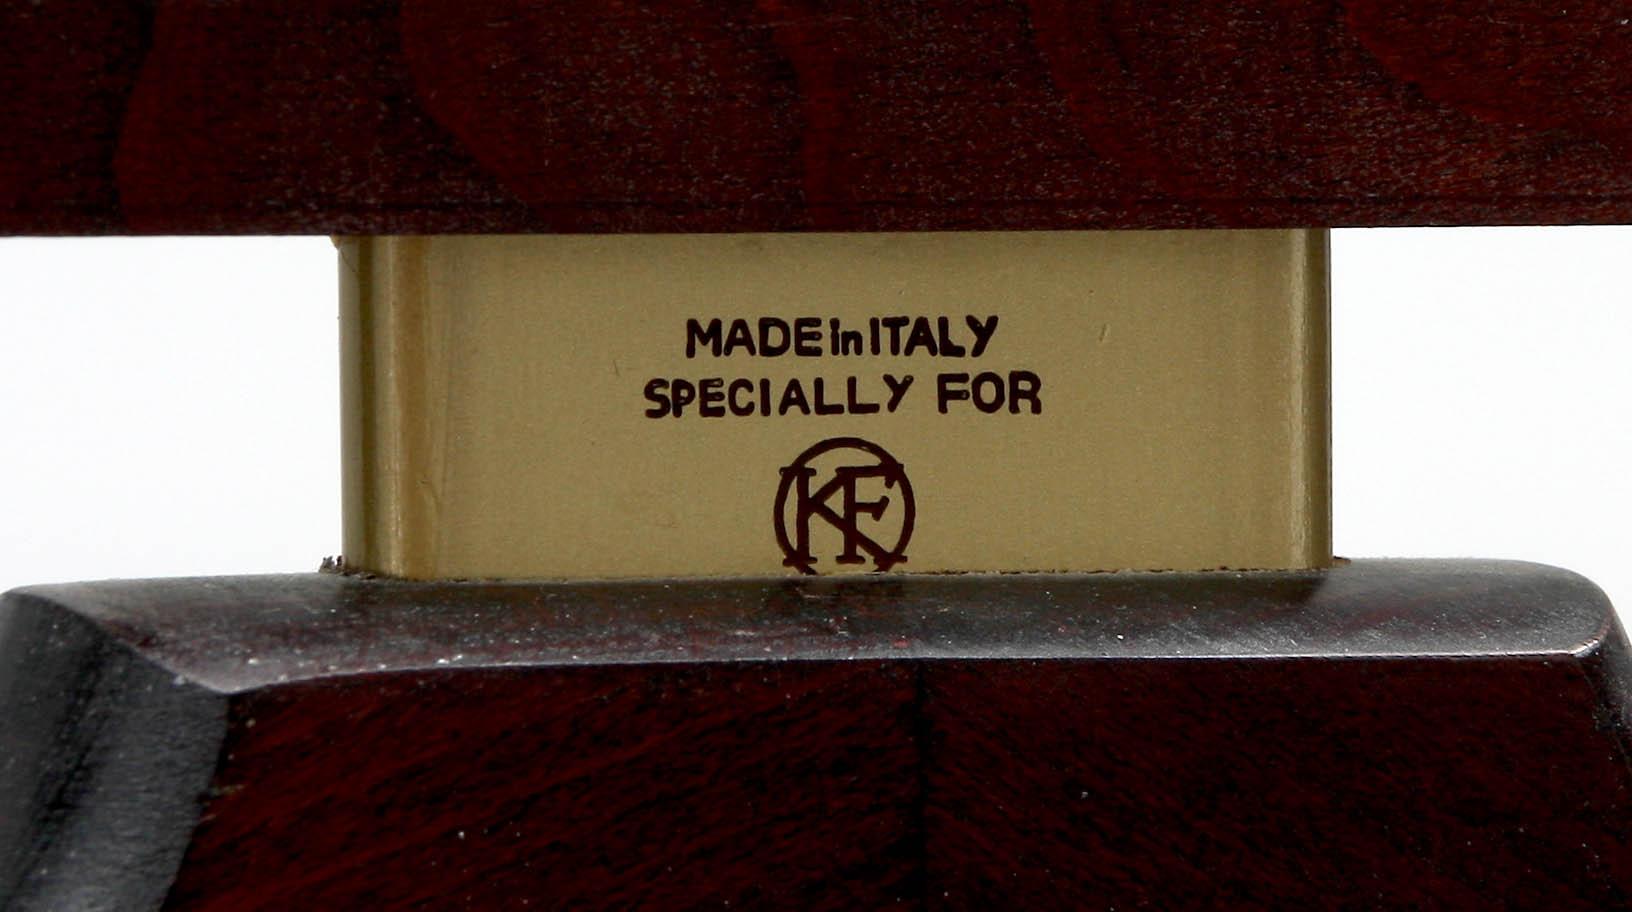 MADE in ITALY
SPECIALLY FOR
KF